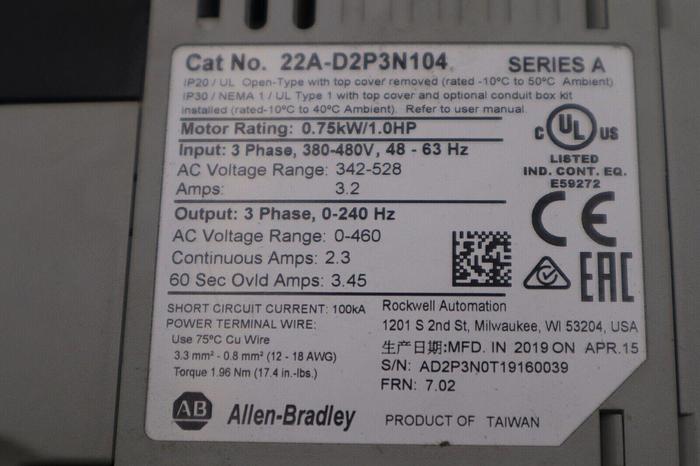 Cat No. 22A-D2P3N104 SERIES A
IP20 / UL Open-Type with top cover removed (rated -10°C to 50°C Ambient)
IP30 / NEMA 1 / UL Type 1 with top cover and optional conduit box kit
installed (rated-10°C to 40°C Ambient). Refer to user manual.
Motor Rating: 0.75kW/1.0HP
Input: 3 Phase, 380-480V, 48 - 63 Hz
AC Voltage Range: 342-528
Amps: 3.2
Output: 3 Phase, 0-240 Hz
AC Voltage Range: 0-460
Continuous Amps: 2.3
60 Sec Ovld Amps: 3.45
C UL US
LISTED
IND. CONT. EQ.
E59272
CE
EAC
SHORT CIRCUIT CURRENT: 100kA
POWER TERMINAL WIRE:
Use 75°C Cu Wire
3.3 mm² - 0.8 mm² (12 - 18 AWG)
Torque 1.96 Nm (17.4 in.-lbs.)
Rockwell Automation
1201 S 2nd St, Milwaukee, WI 53204, USA
生产日期:MFD. IN 2019 ON APR.15
S/N: AD2P3N0T19160039
FRN: 7.02
AB Allen-Bradley
PRODUCT OF TAIWAN